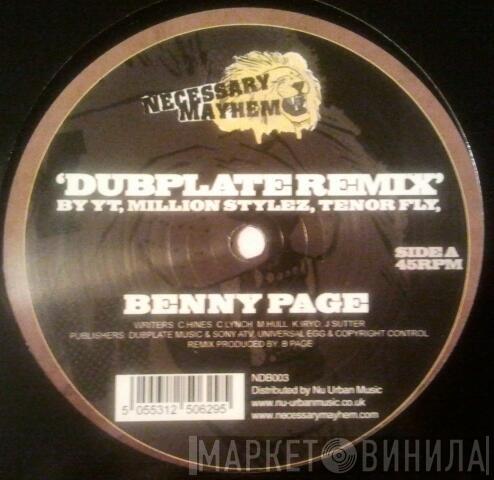 NECESSARY
MAYHEM
'DUBPLATE REMIX'
BY YT, MILLION STYLEZ, TENOR FLY,
SIDE A
45RPM
BENNY PAGE
WRITERS: C.HINES C.LYNCH M.HULL K.IRYO J.SUTTER
PUBLISHERS: DUBPLATE MUSIC & SONY ATV, UNIVERSAL EGG & COPYRIGHT CONTROL
REMIX PRODUCED BY: B PAGE
NDB003
Distributed by Nu Urban Music
www.nu-urbanmusic.co.uk
www.necessarymayhem.com
5 055312 506295
МАРКЕТ ВИНИЛА